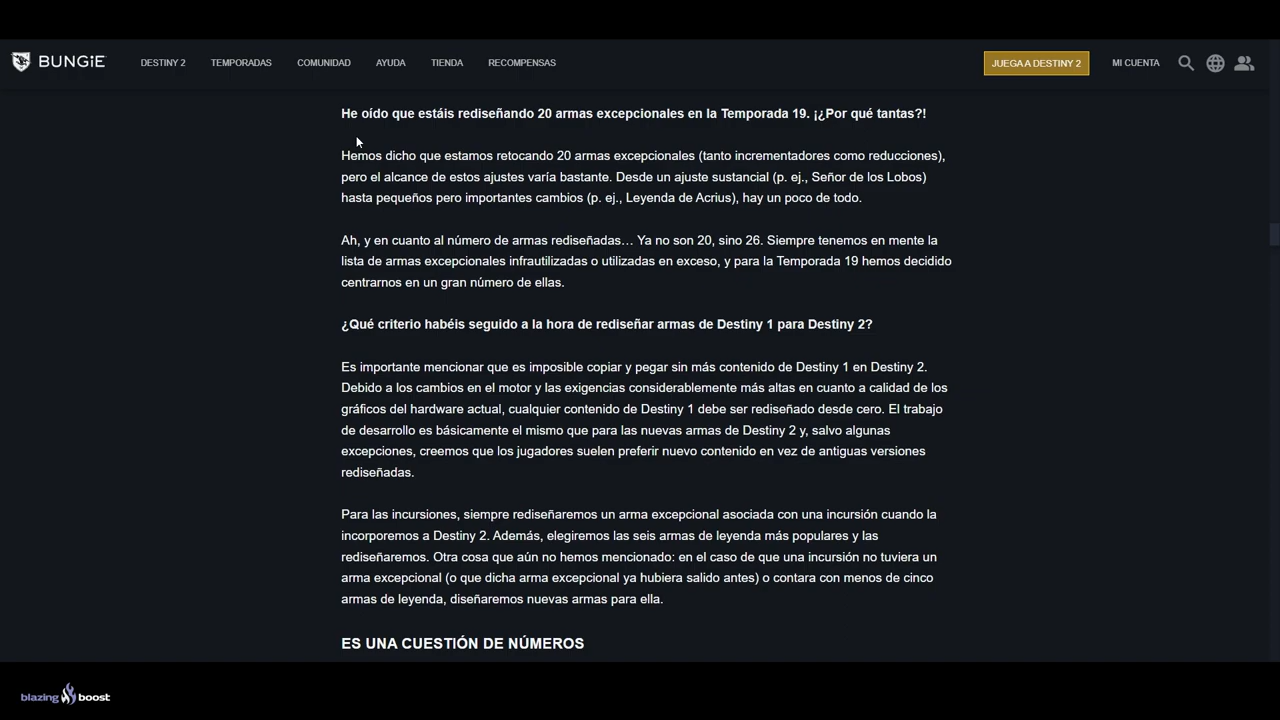 BUNGiE
DESTINY 2
TEMPORADAS
COMUNIDAD
AYUDA
TIENDA
RECOMPENSAS
JUEGA A DESTINY 2
MI CUENTA
He oído que estáis rediseñando 20 armas excepcionales en la Temporada 19. ¡¿Por qué tantas?!
Hemos dicho que estamos retocando 20 armas excepcionales (tanto incrementadores como reducciones),
pero el alcance de estos ajustes varía bastante. Desde un ajuste sustancial (p. ej., Señor de los Lobos)
hasta pequeños pero importantes cambios (p. ej., Leyenda de Acrius), hay un poco de todo.
Ah, y en cuanto al número de armas rediseñadas… Ya no son 20, sino 26. Siempre tenemos en mente la
lista de armas excepcionales infrautilizadas o utilizadas en exceso, y para la Temporada 19 hemos decidido
centrarnos en un gran número de ellas.
¿Qué criterio habéis seguido a la hora de rediseñar armas de Destiny 1 para Destiny 2?
Es importante mencionar que es imposible copiar y pegar sin más contenido de Destiny 1 en Destiny 2.
Debido a los cambios en el motor y las exigencias considerablemente más altas en cuanto a calidad de los
gráficos del hardware actual, cualquier contenido de Destiny 1 debe ser rediseñado desde cero. El trabajo
de desarrollo es básicamente el mismo que para las nuevas armas de Destiny 2 y, salvo algunas
excepciones, creemos que los jugadores suelen preferir nuevo contenido en vez de antiguas versiones
rediseñadas.
Para las incursiones, siempre rediseñaremos un arma excepcional asociada con una incursión cuando la
incorporemos a Destiny 2. Además, elegiremos las seis armas de leyenda más populares y las
rediseñaremos. Otra cosa que aún no hemos mencionado: en el caso de que una incursión no tuviera un
arma excepcional (o que dicha arma excepcional ya hubiera salido antes) o contara con menos de cinco
armas de leyenda, diseñaremos nuevas armas para ella.
ES UNA CUESTIÓN DE NÚMEROS
blazing boost